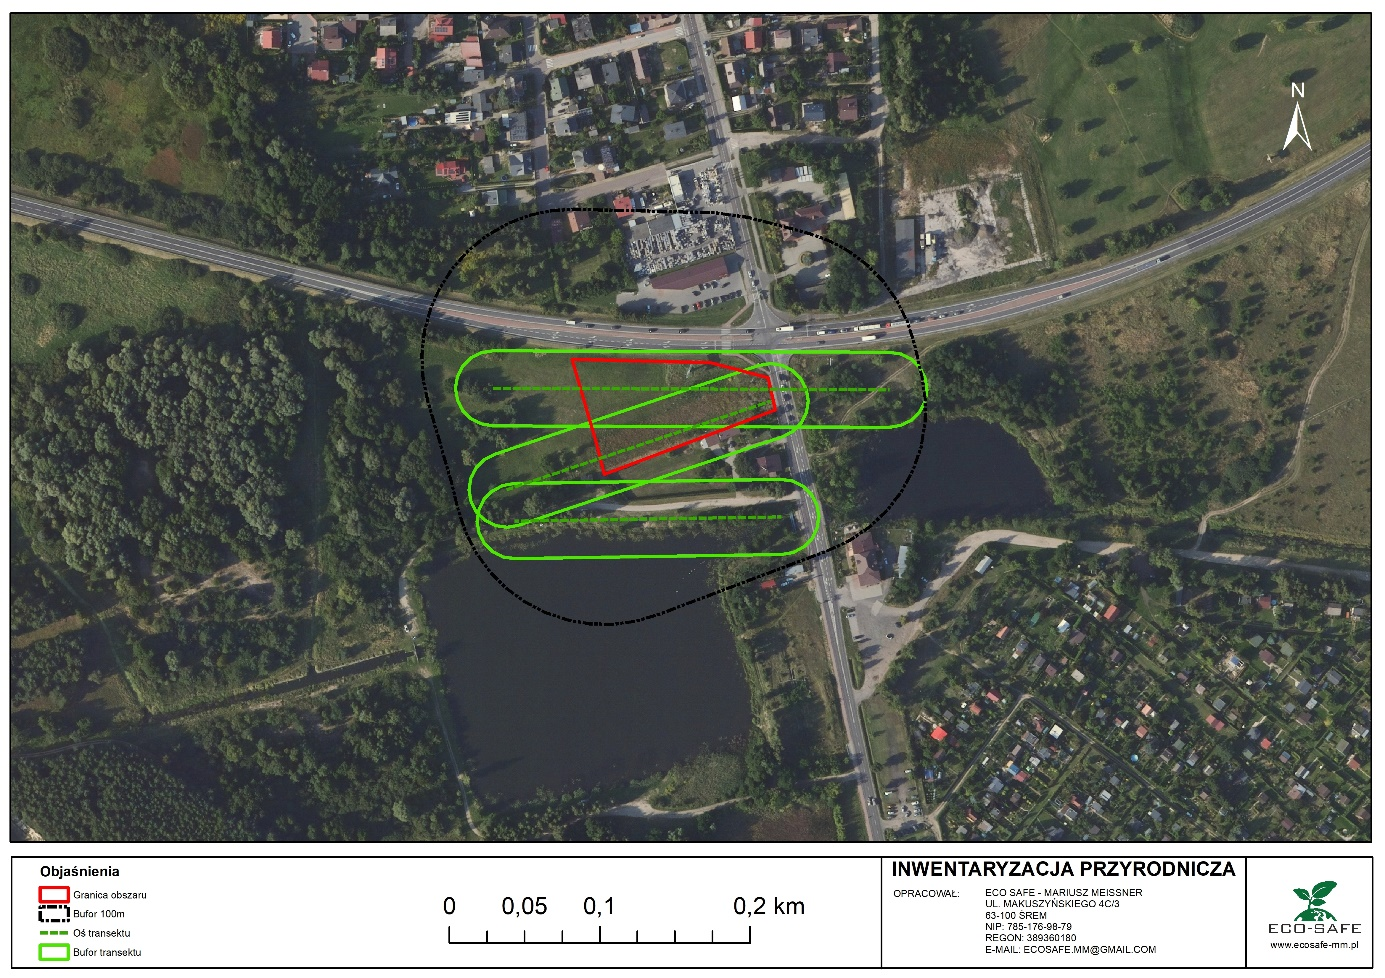 N
Objaśnienia
Granica obszaru
Bufor 100m
Oś transektu
Bufor transektu
0 0,05 0,1 0,2 km
INWENTARYZACJA PRZYRODNICZA
OPRACOWAŁ:
ECO SAFE - MARIUSZ MEISSNER
UL. MAKUSZYŃSKIEGO 4C/3
63-100 ŚREM
NIP: 785-176-98-79
REGON: 389360180
E-MAIL: ECOSAFE.MM@GMAIL.COM
ECO-SAFE
www.ecosafe-mm.pl